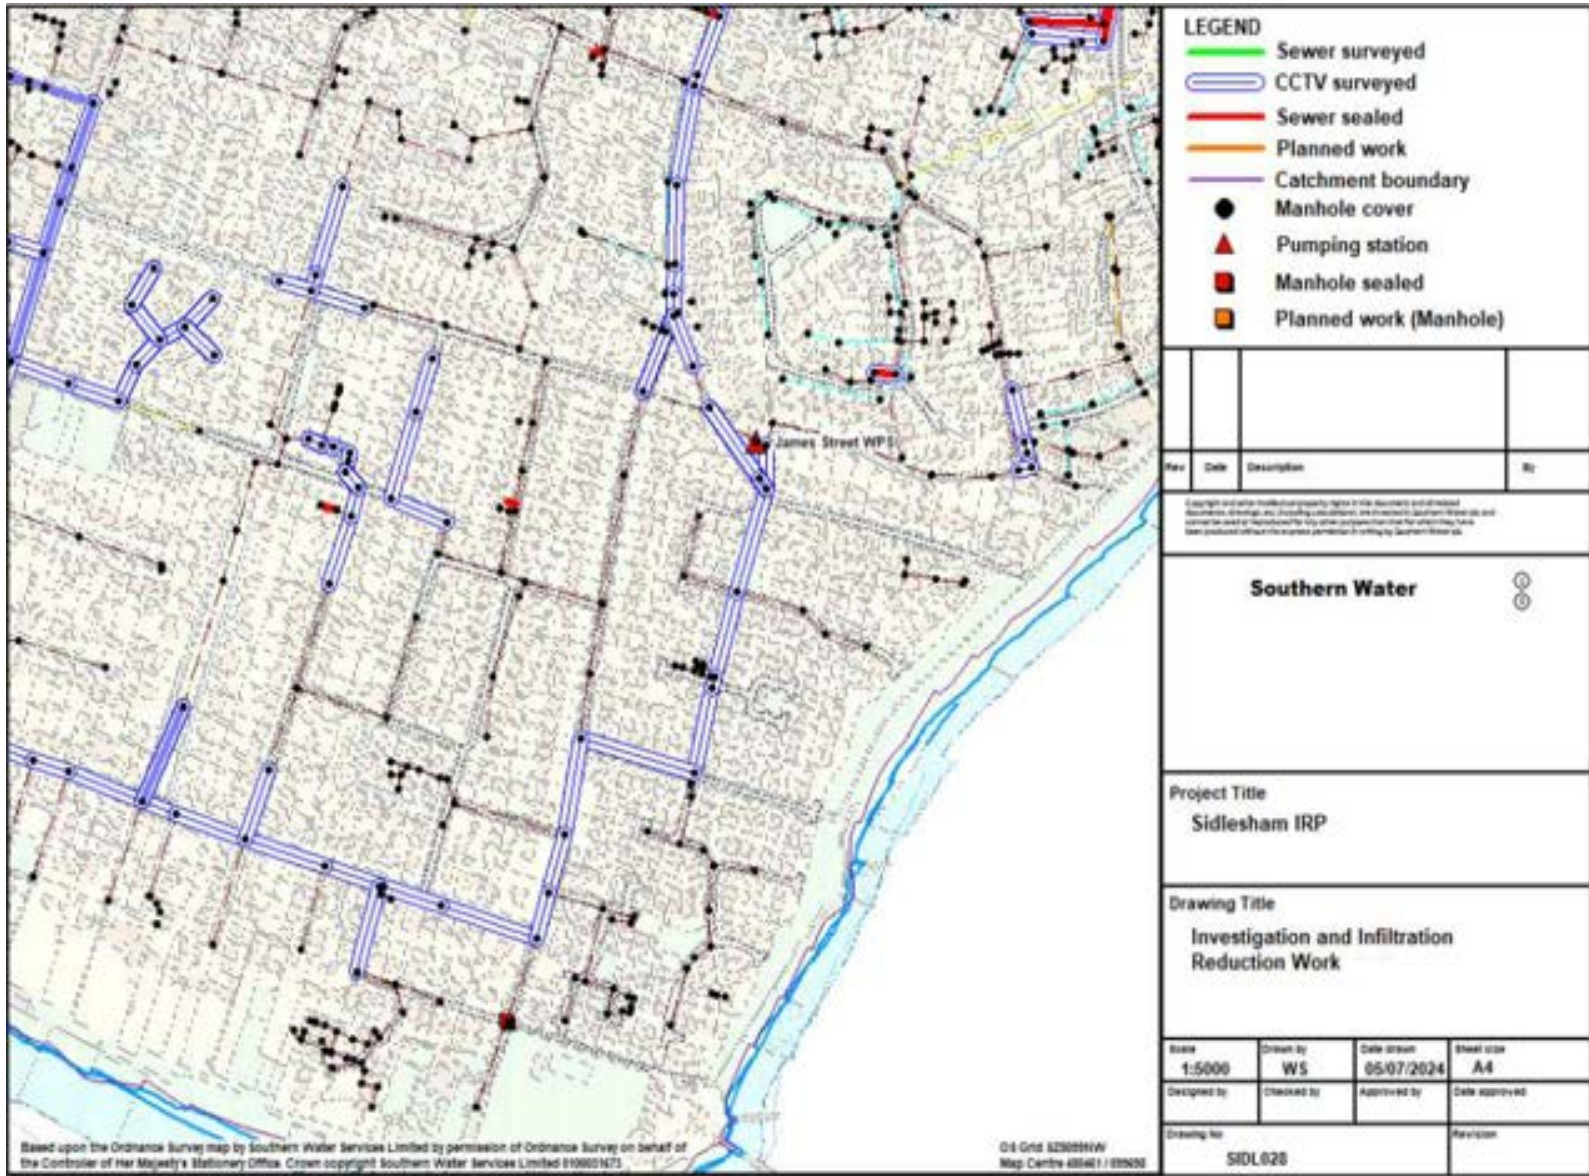 James Street WPS
LEGEND
Sewer surveyed
CCTV surveyed
Sewer sealed
Planned work
Catchment boundary
Manhole cover
Pumping station
Manhole sealed
Planned work (Manhole)
Rev Date Description By
Southern Water
Project Title
Sidlesham IRP
Drawing Title
Investigation and Infiltration
Reduction Work
Scale Drawn by Date drawn Sheet size
1:5000 WS 05/07/2024 A4
Designed by Checked by Approved by Date approved
Drawing No Revision
SIDL028
Based upon the Ordnance Survey map by Southern Water Services Limited by permission of Ordnance Survey on behalf of
the Controller of Her Majesty's Stationery Office. Crown copyright Southern Water Services Limited
OS Grid
Map Centre